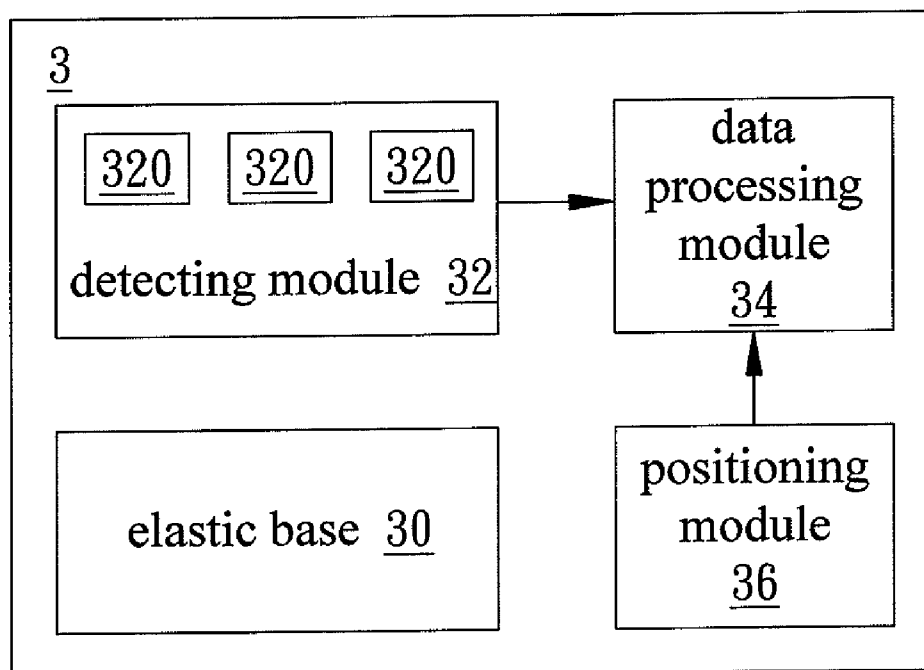 3
320 320 320
detecting module 32
data
processing
module
34
elastic base 30
positioning
module
36